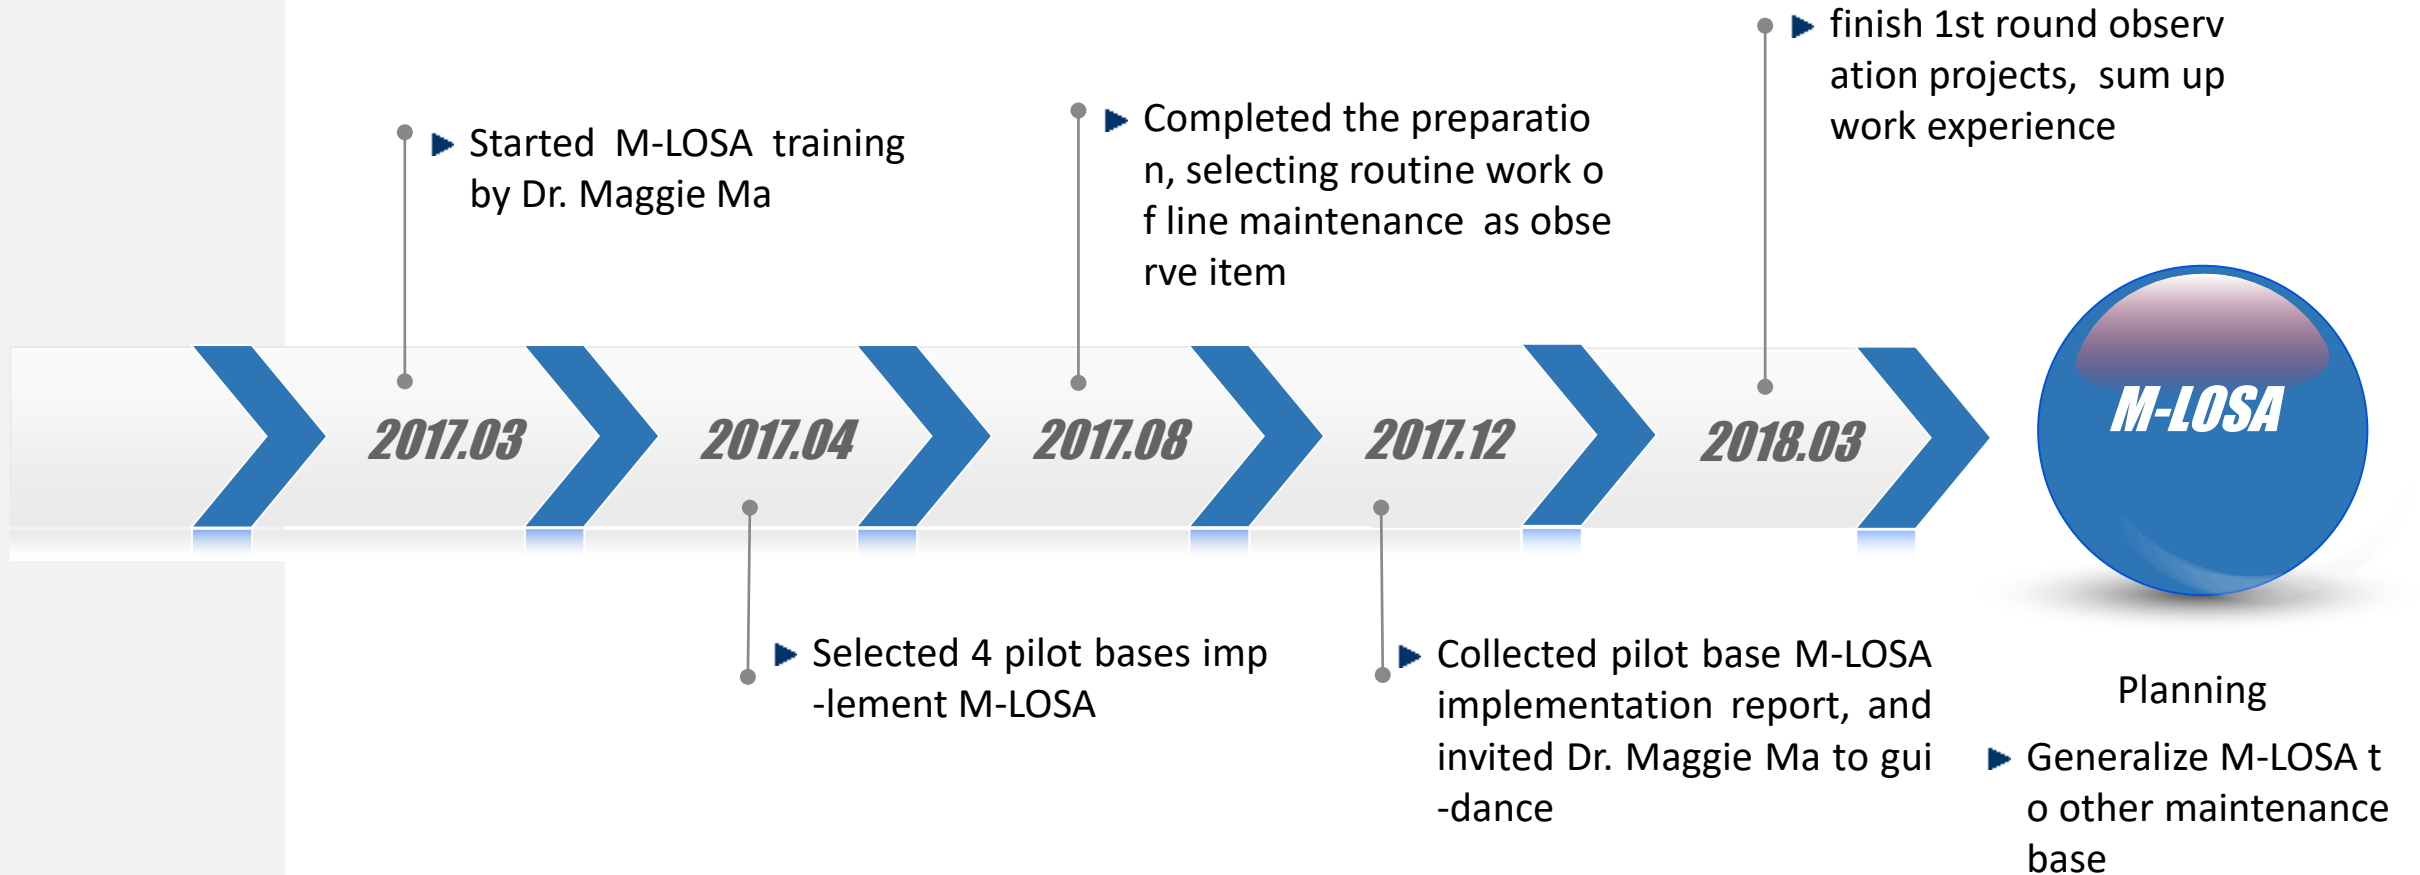 finish 1st round observ
ation projects, sum up
work experience
Started M-LOSA training
by Dr. Maggie Ma
Completed the preparatio
n, selecting routine work o
f line maintenance as obse
rve item
2017.03
2017.04
2017.08
2017.12
2018.03
M-LOSA
Selected 4 pilot bases imp
-lement M-LOSA
Collected pilot base M-LOSA
implementation report, and
invited Dr. Maggie Ma to gui
-dance
Planning
Generalize M-LOSA t
o other maintenance
base